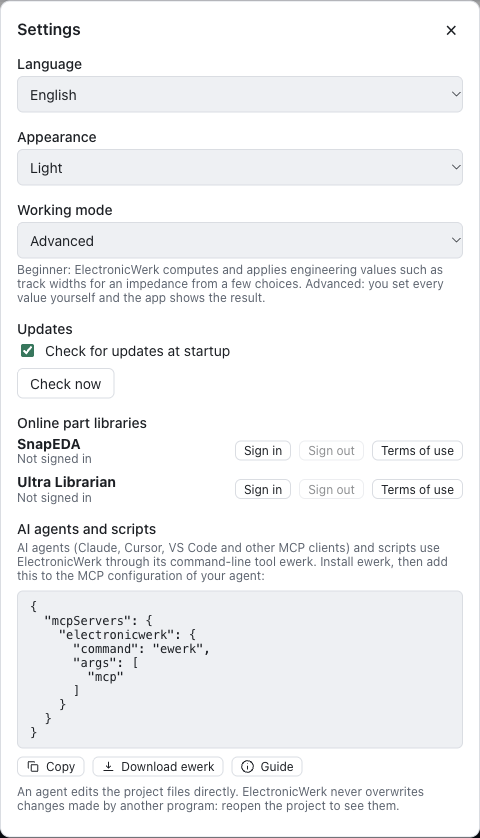 Settings
Language
English
Appearance
Light
Working mode
Advanced
Beginner: ElectronicWerk computes and applies engineering values such as
track widths for an impedance from a few choices. Advanced: you set every
value yourself and the app shows the result.
Updates
Check for updates at startup
Check now
Online part libraries
SnapEDA
Not signed in
Sign in Sign out Terms of use
Ultra Librarian
Not signed in
Sign in Sign out Terms of use
AI agents and scripts
AI agents (Claude, Cursor, VS Code and other MCP clients) and scripts use
ElectronicWerk through its command-line tool ewerk. Install ewerk, then add
this to the MCP configuration of your agent:
{
  "mcpServers": {
    "electronicwerk": {
      "command": "ewerk",
      "args": [
        "mcp"
      ]
    }
  }
}
Copy Download ewerk Guide
An agent edits the project files directly. ElectronicWerk never overwrites
changes made by another program: reopen the project to see them.